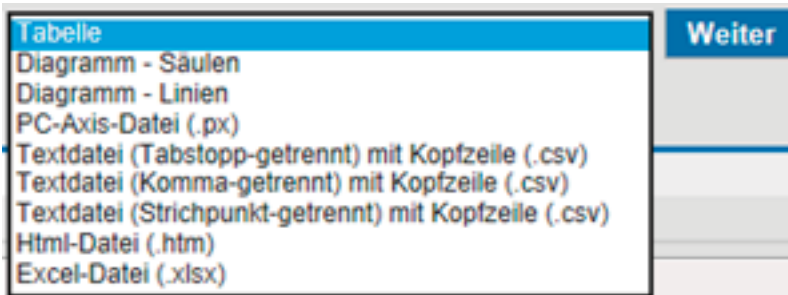 Tabelle
Weiter
Diagramm - Säulen
Diagramm - Linien
PC-Axis-Datei (.px)
Textdatei (Tabstopp-getrennt) mit Kopfzeile (.csv)
Textdatei (Komma-getrennt) mit Kopfzeile (.csv)
Textdatei (Strichpunkt-getrennt) mit Kopfzeile (.csv)
Html-Datei (.htm)
Excel-Datei (.xlsx)